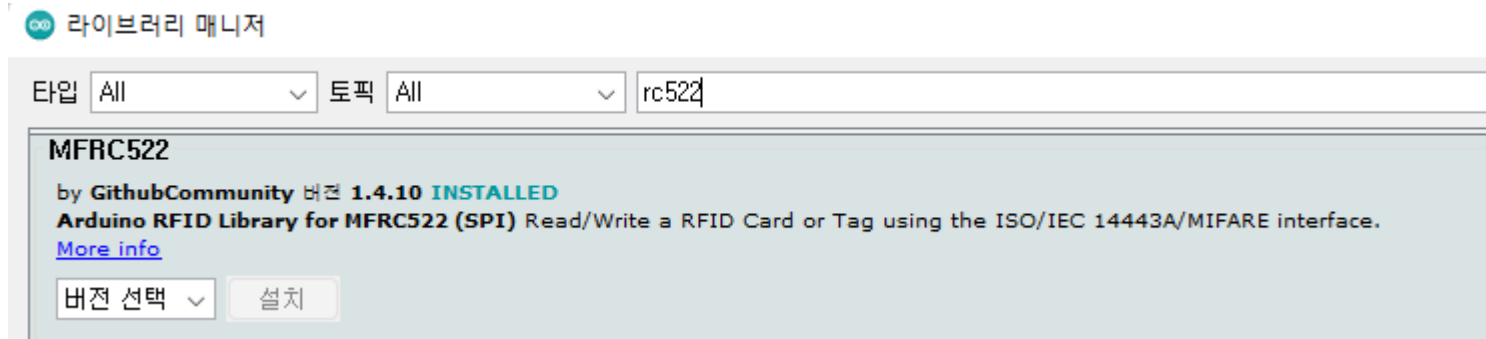 라이브러리 매니저
타입 All 토픽 All rc522
MFRC522
by GithubCommunity 버전 1.4.10 INSTALLED
Arduino RFID Library for MFRC522 (SPI) Read/Write a RFID Card or Tag using the ISO/IEC 14443A/MIFARE interface.
More info
버전 선택 설치